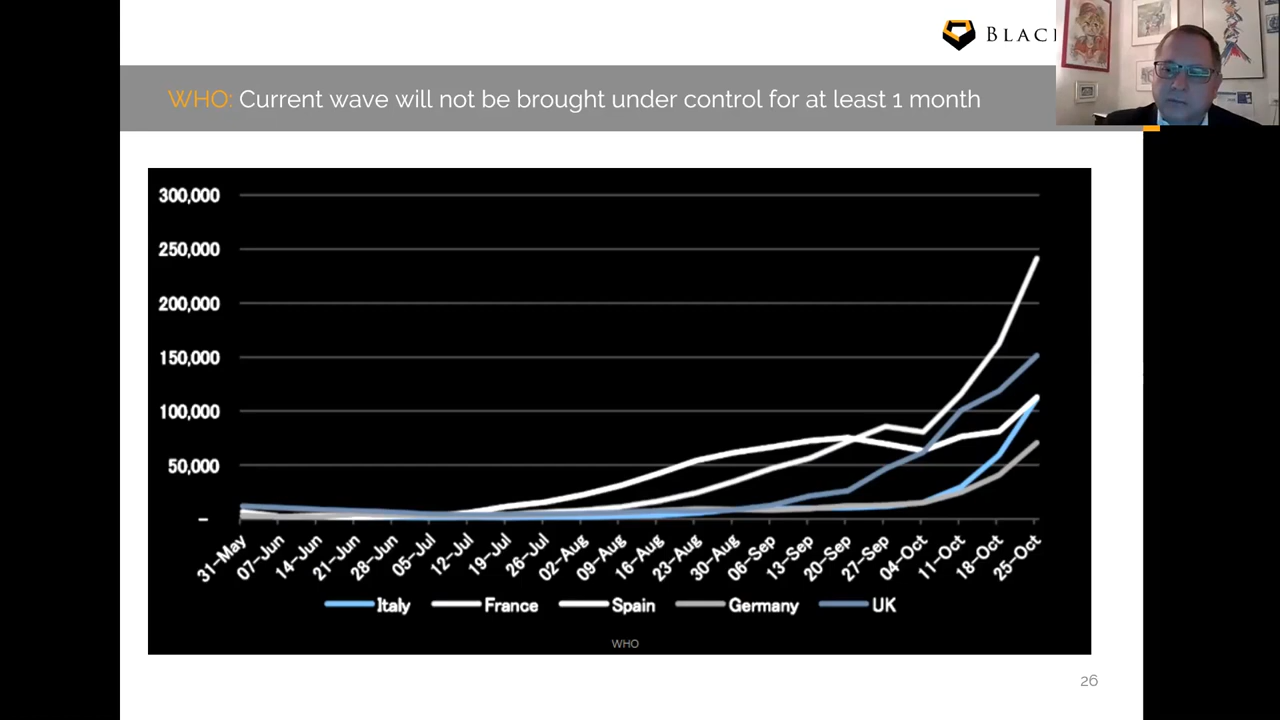 BLAC
WHO: Current wave will not be brought under control for at least 1 month
300,000
250,000
200,000
150,000
100,000
50,000
–
31-May 07-Jun 14-Jun 21-Jun 28-Jun 05-Jul 12-Jul 19-Jul 26-Jul 02-Aug 09-Aug 16-Aug 23-Aug 30-Aug 06-Sep 13-Sep 20-Sep 27-Sep 04-Oct 11-Oct 18-Oct 25-Oct
Italy France Spain Germany UK
WHO
26